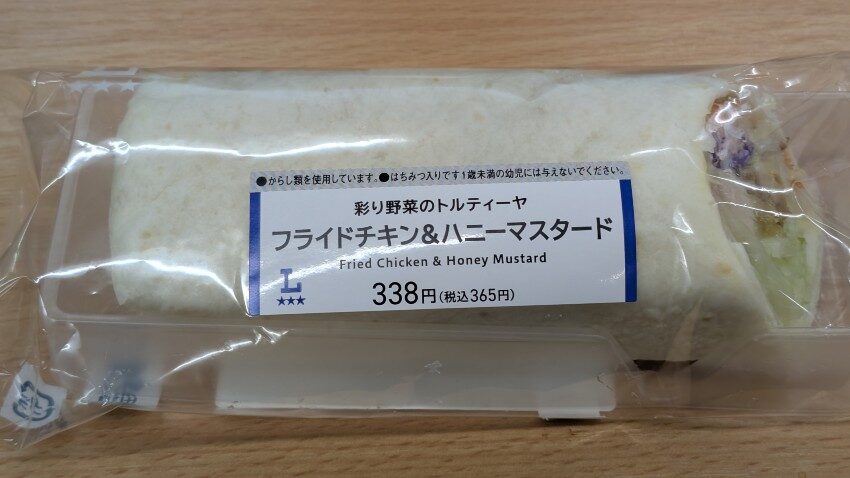 ●からし類を使用しています。●はちみつ入りです1歳未満の幼児には与えないでください。
彩り野菜のトルティーヤ
フライドチキン&ハニーマスタード
Fried Chicken & Honey Mustard
L
★★★
338円(税込365円)